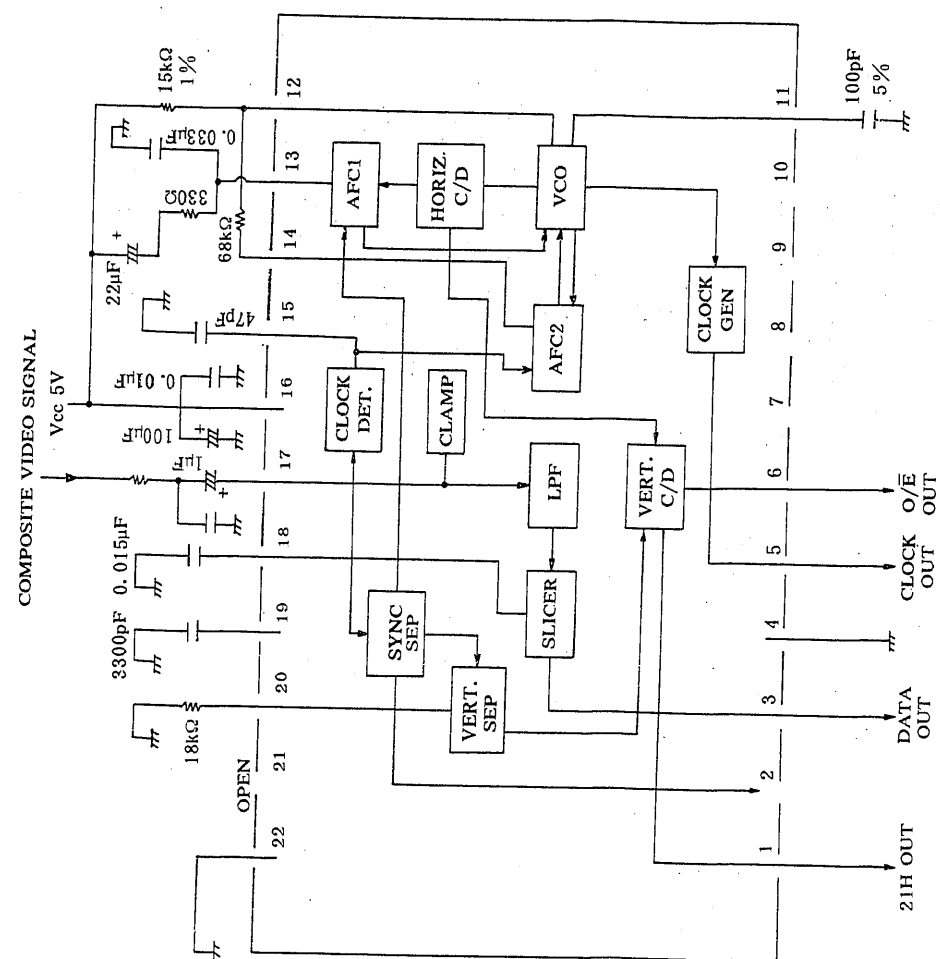 COMPOSITE VIDEO SIGNAL
Vcc 5V
15kΩ
1%
0.033μF
330Ω
22μF
+
68kΩ
47pF
0.01μF
100μF
+
1μF
+
0.015μF
3300pF
18kΩ
OPEN
12
13
14
15
16
17
18
19
20
21
22
AFC1
HORIZ.
C/D
VCO
AFC2
CLOCK
DET.
CLAMP
CLOCK
GEN
LPF
VERT.
C/D
SLICER
SYNC
SEP
VERT.
SEP
11
10
9
8
7
6
5
4
3
2
1
100pF
5%
O/E̅
OUT
CLOCK
OUT
DATA
OUT
21H OUT